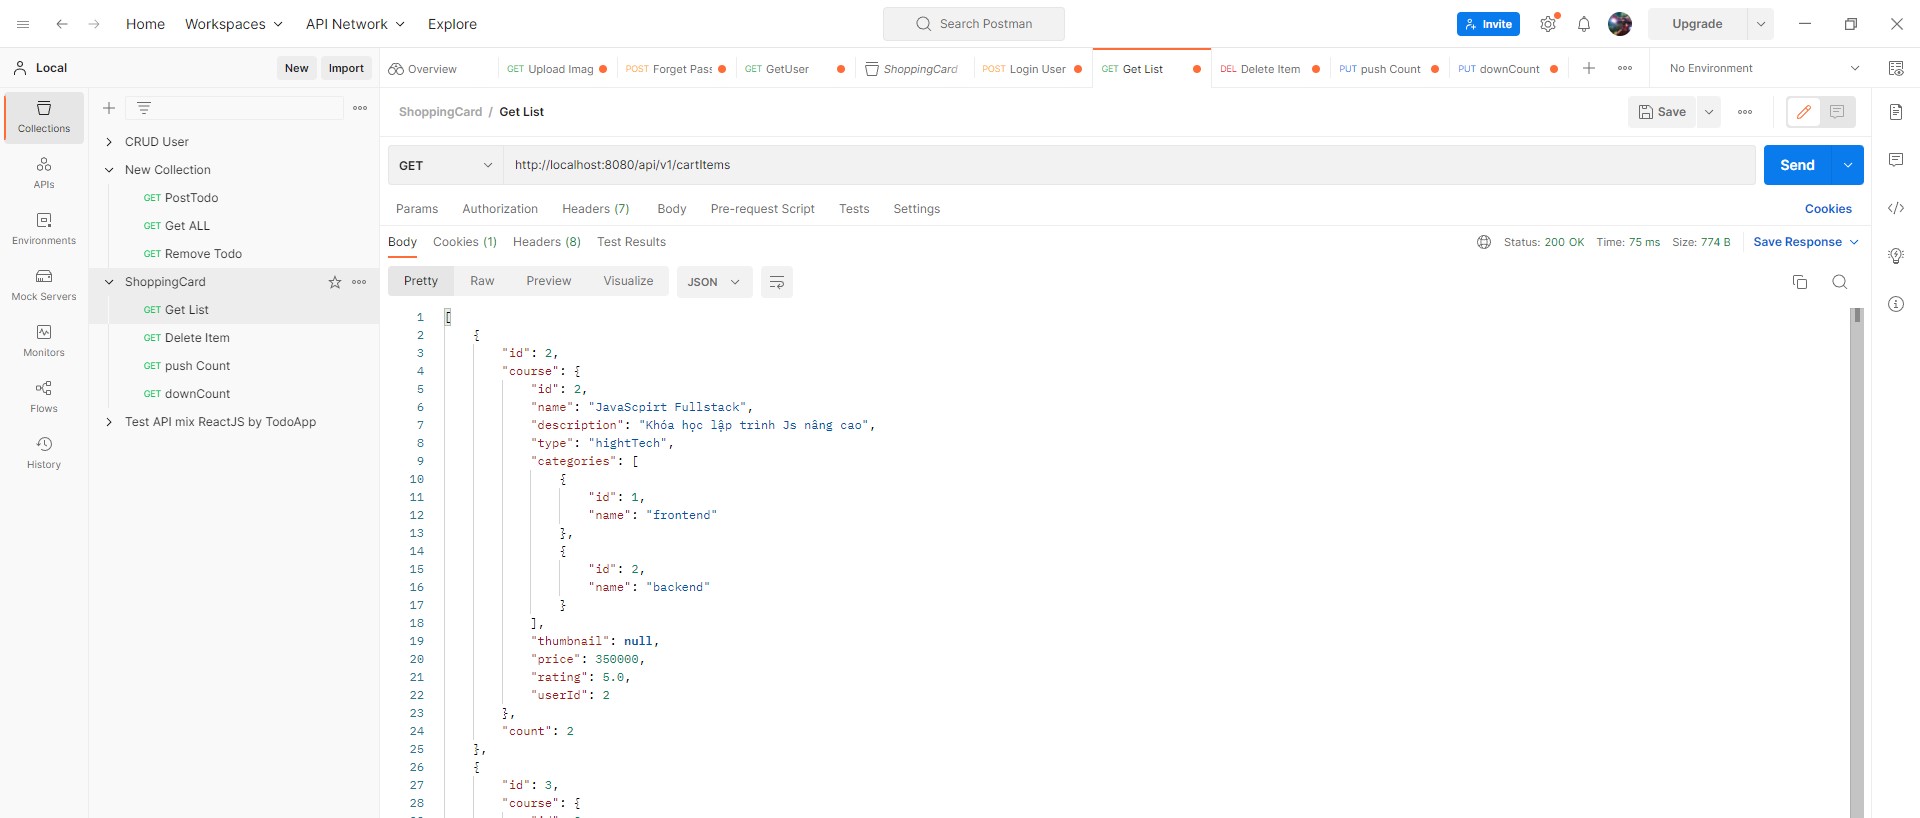 Home Workspaces API Network Explore Search Postman Invite Upgrade
Local New Import
Overview GET Upload Imag POST Forget Pass GET GetUser ShoppingCard POST Login User GET Get List DEL Delete Item PUT push Count PUT downCount No Environment
Collections
APIs
Environments
Mock Servers
Monitors
Flows
History
CRUD User
New Collection
GET PostTodo
GET Get ALL
GET Remove Todo
ShoppingCard
GET Get List
GET Delete Item
GET push Count
GET downCount
Test API mix ReactJS by TodoApp
ShoppingCard / Get List Save
GET http://localhost:8080/api/v1/cartItems Send
Params Authorization Headers (7) Body Pre-request Script Tests Settings Cookies
Body Cookies (1) Headers (8) Test Results Status: 200 OK Time: 75 ms Size: 774 B Save Response
Pretty Raw Preview Visualize JSON
1 [
2 {
3 "id": 2,
4 "course": {
5 "id": 2,
6 "name": "JavaScpirt Fullstack",
7 "description": "Khóa học lập trình Js nâng cao",
8 "type": "hightTech",
9 "categories": [
10 {
11 "id": 1,
12 "name": "frontend"
13 },
14 {
15 "id": 2,
16 "name": "backend"
17 }
18 ],
19 "thumbnail": null,
20 "price": 350000,
21 "rating": 5.0,
22 "userId": 2
23 },
24 "count": 2
25 },
26 {
27 "id": 3,
28 "course": {